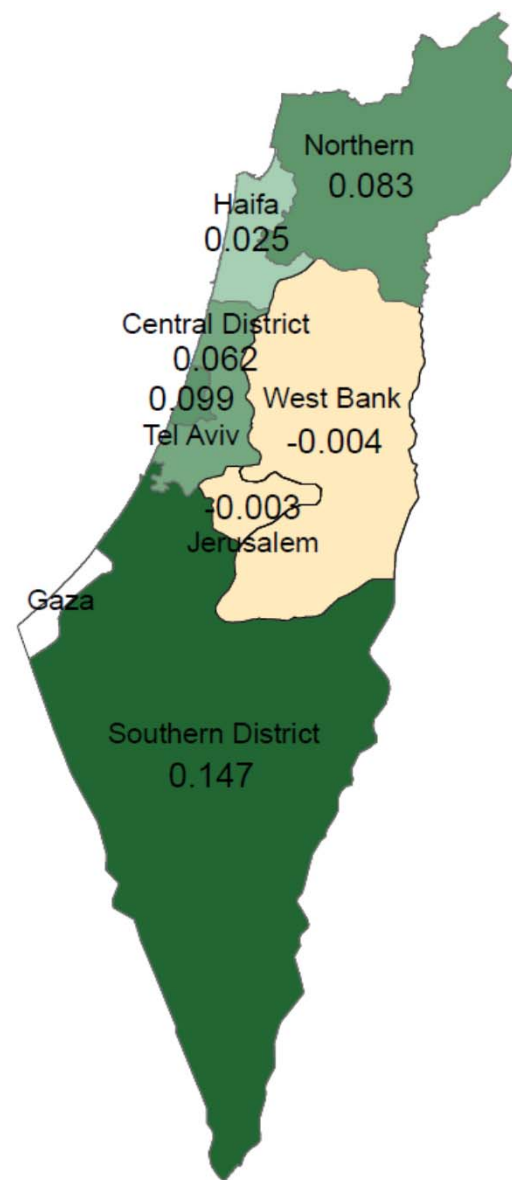 Northern
0.083
Haifa
0.025
Central District
0.062
0.099
Tel Aviv
West Bank
-0.004
-0.003
Jerusalem
Gaza
Southern District
0.147